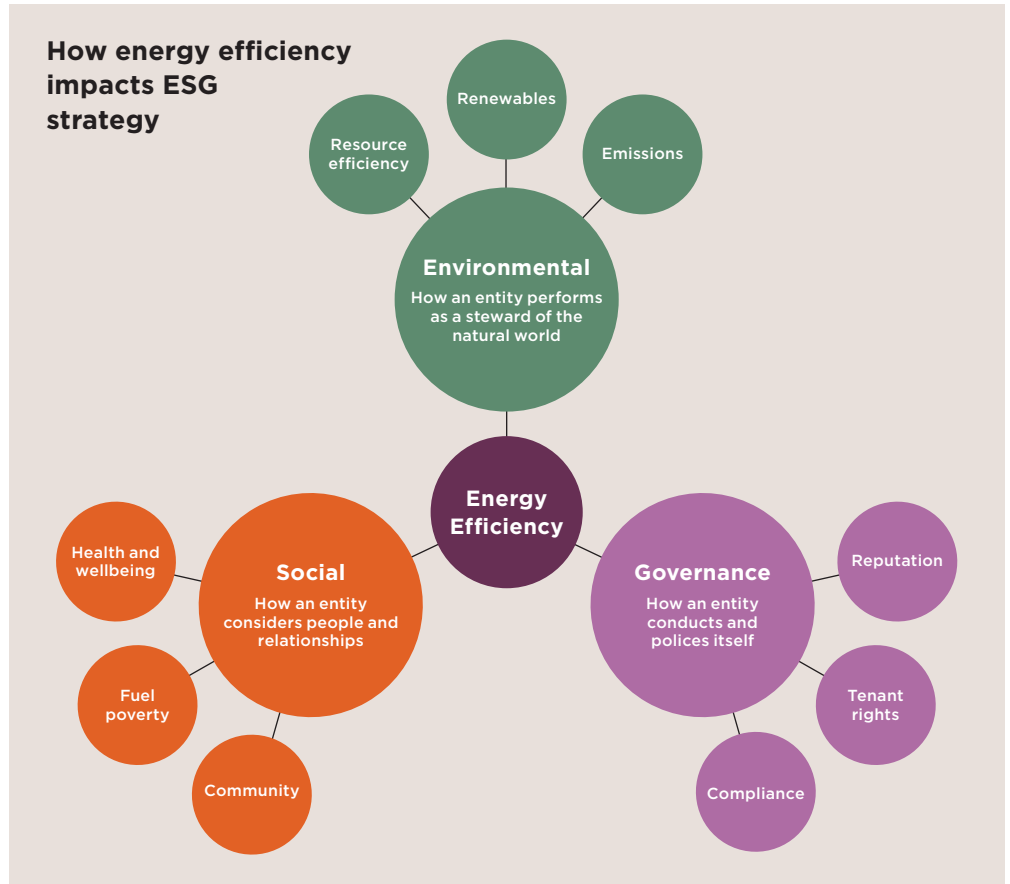 How energy efficiency
impacts ESG
strategy
Renewables
Resource
efficiency
Emissions
Environmental
How an entity performs
as a steward of the
natural world
Energy
Efficiency
Social
How an entity
considers people and
relationships
Health and
wellbeing
Fuel
poverty
Community
Governance
How an entity
conducts and
polices itself
Reputation
Tenant
rights
Compliance